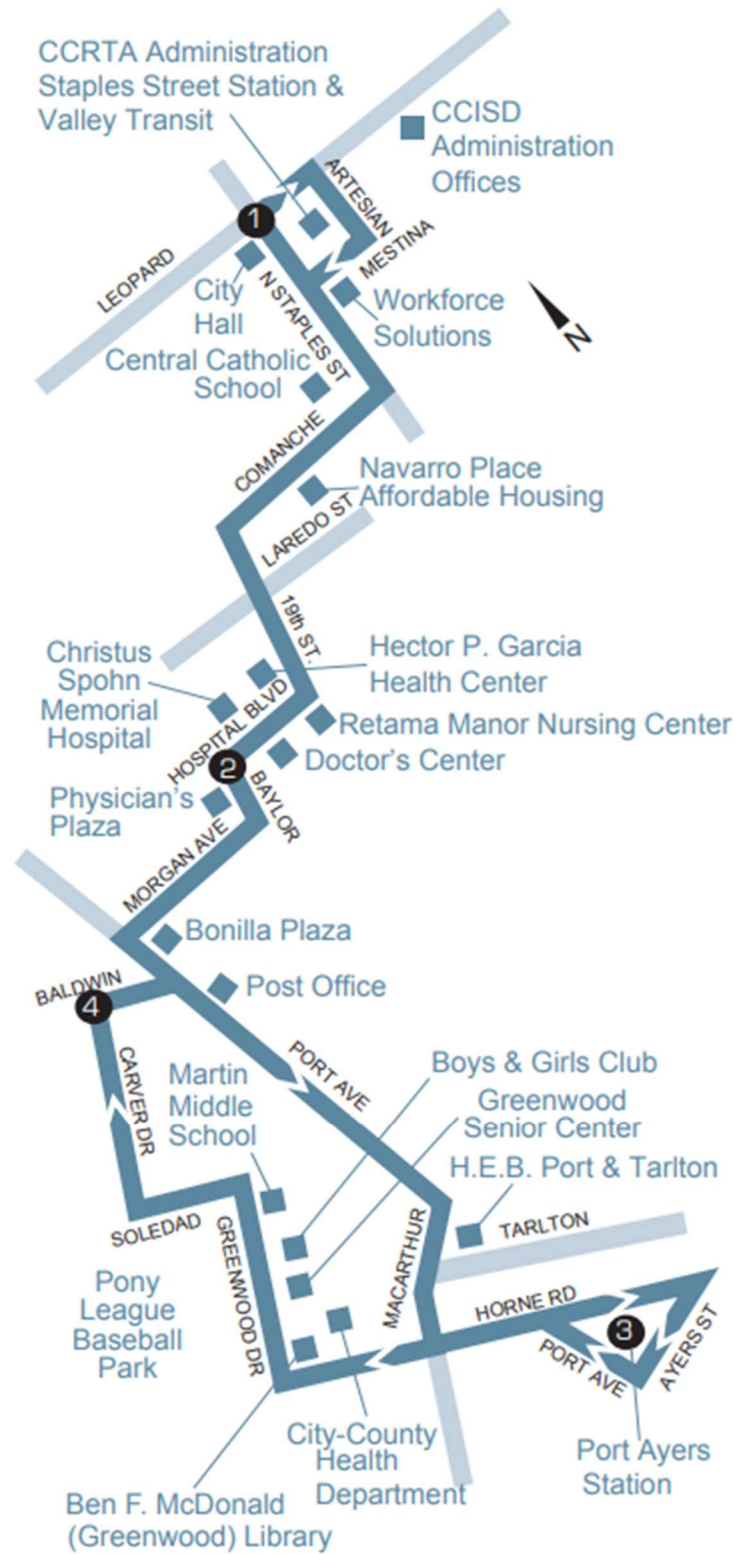 CCRTA Administration
Staples Street Station &
Valley Transit
CCISD
Administration
Offices
ARTESIAN
1
MESTINA
LEOPARD
City
Hall
N STAPLES ST
Workforce
Solutions
N
Central Catholic
School
COMANCHE
Navarro Place
Affordable Housing
LAREDO ST
19th ST.
Christus
Spohn
Memorial
Hospital
Hector P. Garcia
Health Center
HOSPITAL BLVD
Retama Manor Nursing Center
2
Doctor's Center
BAYLOR
Physician's
Plaza
MORGAN AVE
Bonilla Plaza
BALDWIN
4
Post Office
PORT AVE
CARVER DR
Martin
Middle
School
Boys & Girls Club
Greenwood
Senior Center
H.E.B. Port & Tarlton
SOLEDAD
GREENWOOD DR
MACARTHUR
TARLTON
Pony
League
Baseball
Park
HORNE RD
3
PORT AVE
AYERS ST
City-County
Health
Department
Port Ayers
Station
Ben F. McDonald
(Greenwood) Library